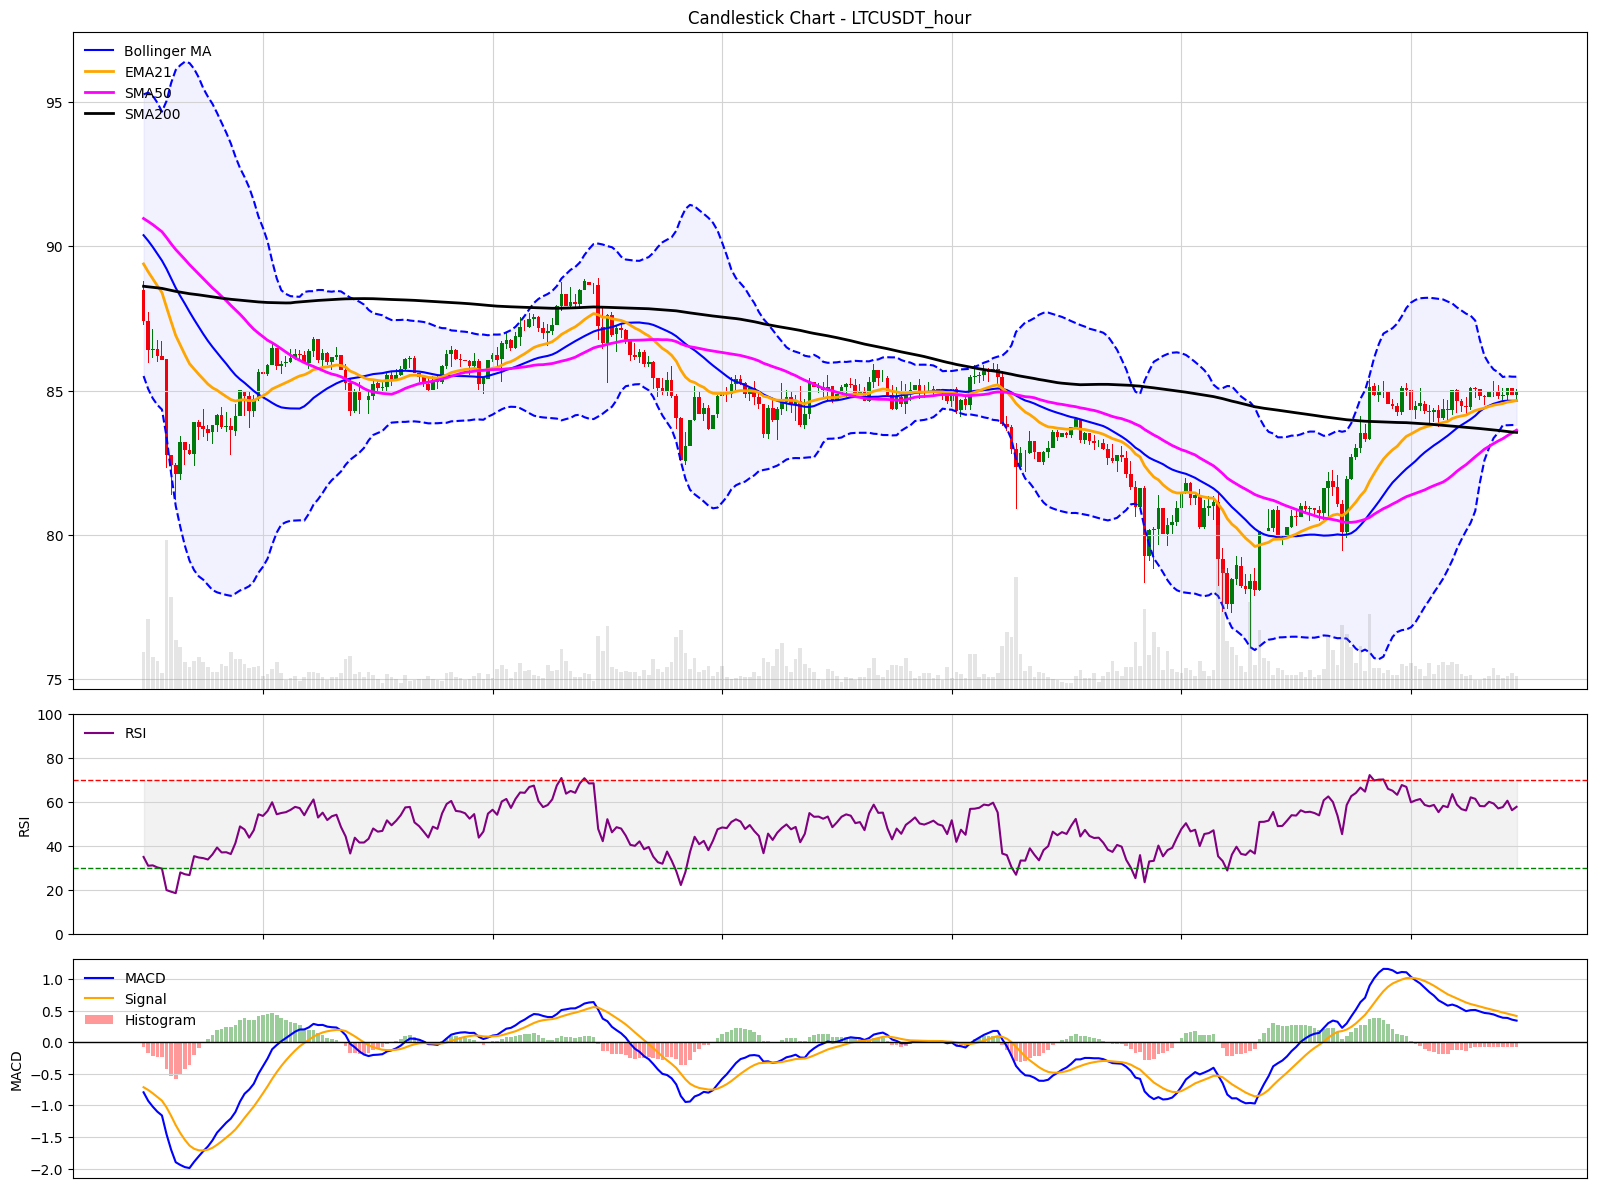 Candlestick Chart - LTCUSDT_hour
Bollinger MA
EMA21
SMA50
SMA200
95
90
85
80
75
RSI
100
80
60
40
20
0
RSI
MACD
Signal
Histogram
1.0
0.5
0.0
−0.5
−1.0
−1.5
−2.0
MACD